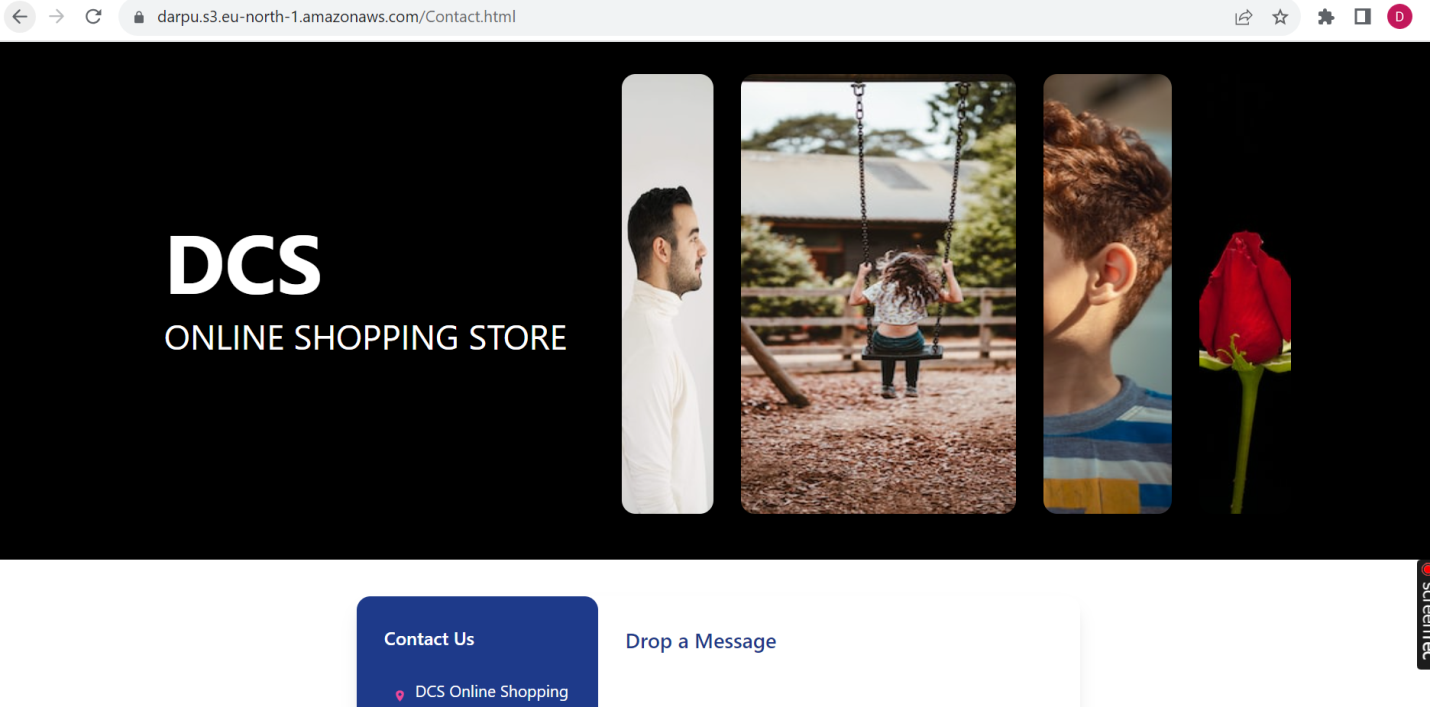 darpu.s3.eu-north-1.amazonaws.com/Contact.html
D
DCS
ONLINE SHOPPING STORE
Contact Us
Drop a Message
DCS Online Shopping